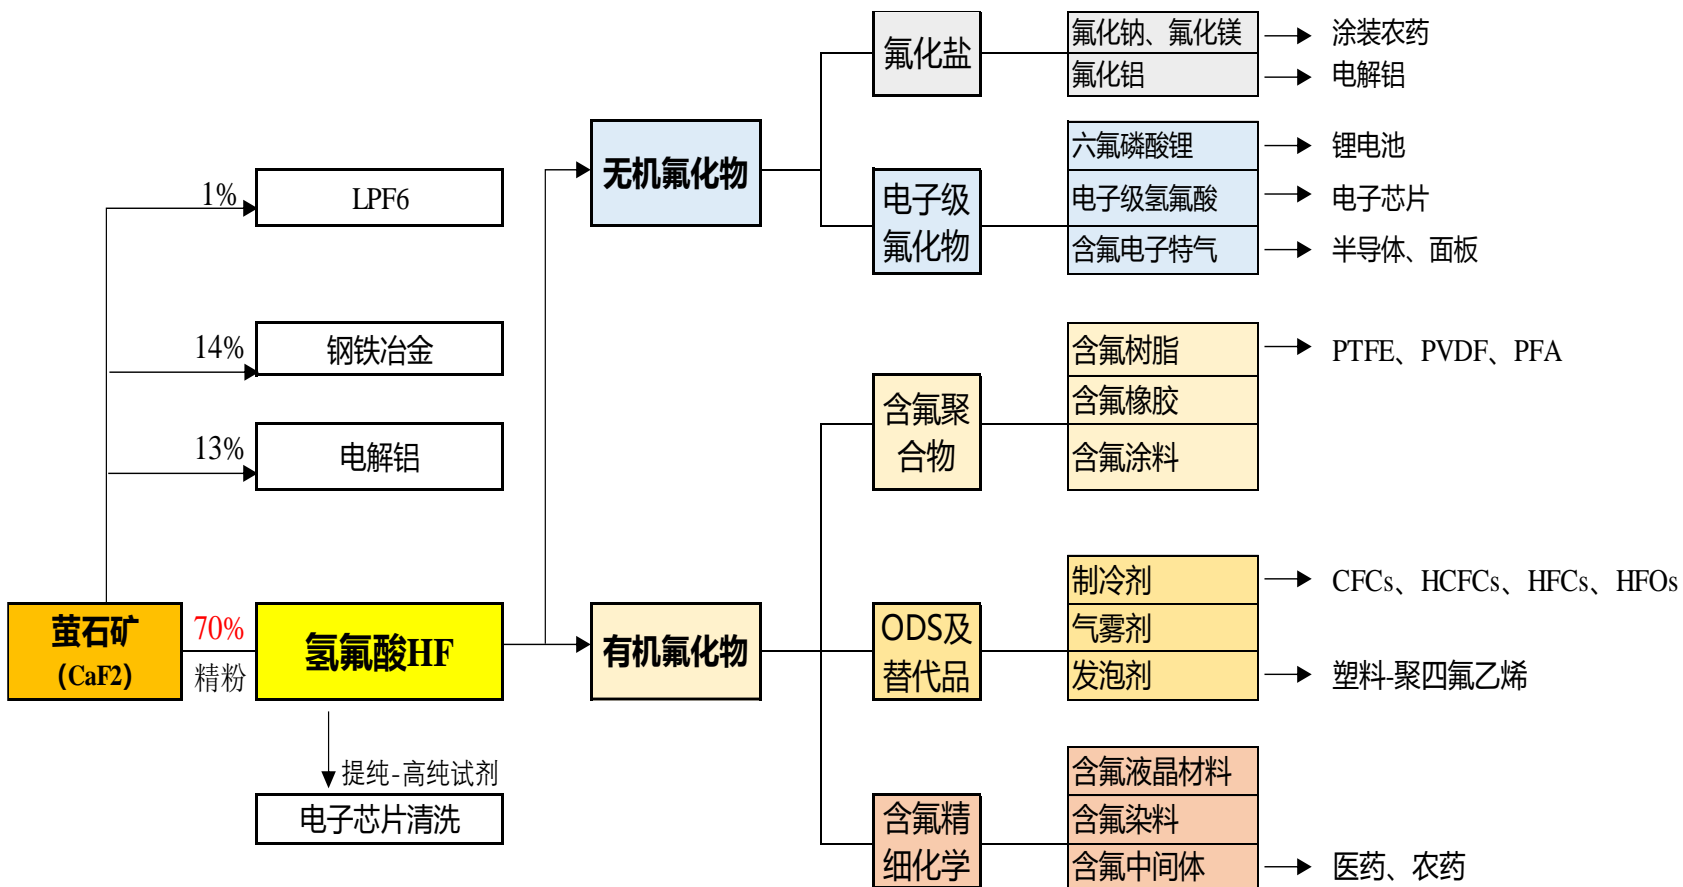 氟化盐
氟化钠、氟化镁
涂装农药
氟化铝
电解铝
无机氟化物
电子级
氟化物
六氟磷酸锂
锂电池
电子级氢氟酸
电子芯片
含氟电子特气
半导体、面板
1%
LPF6
14%
钢铁冶金
13%
电解铝
萤石矿
(CaF2)
70%
精粉
氢氟酸HF
提纯-高纯试剂
电子芯片清洗
有机氟化物
含氟聚
合物
含氟树脂
PTFE、PVDF、PFA
含氟橡胶
含氟涂料
ODS及
替代品
制冷剂
CFCs、HCFCs、HFCs、HFOs
气雾剂
发泡剂
塑料-聚四氟乙烯
含氟精
细化学
含氟液晶材料
含氟染料
含氟中间体
医药、农药